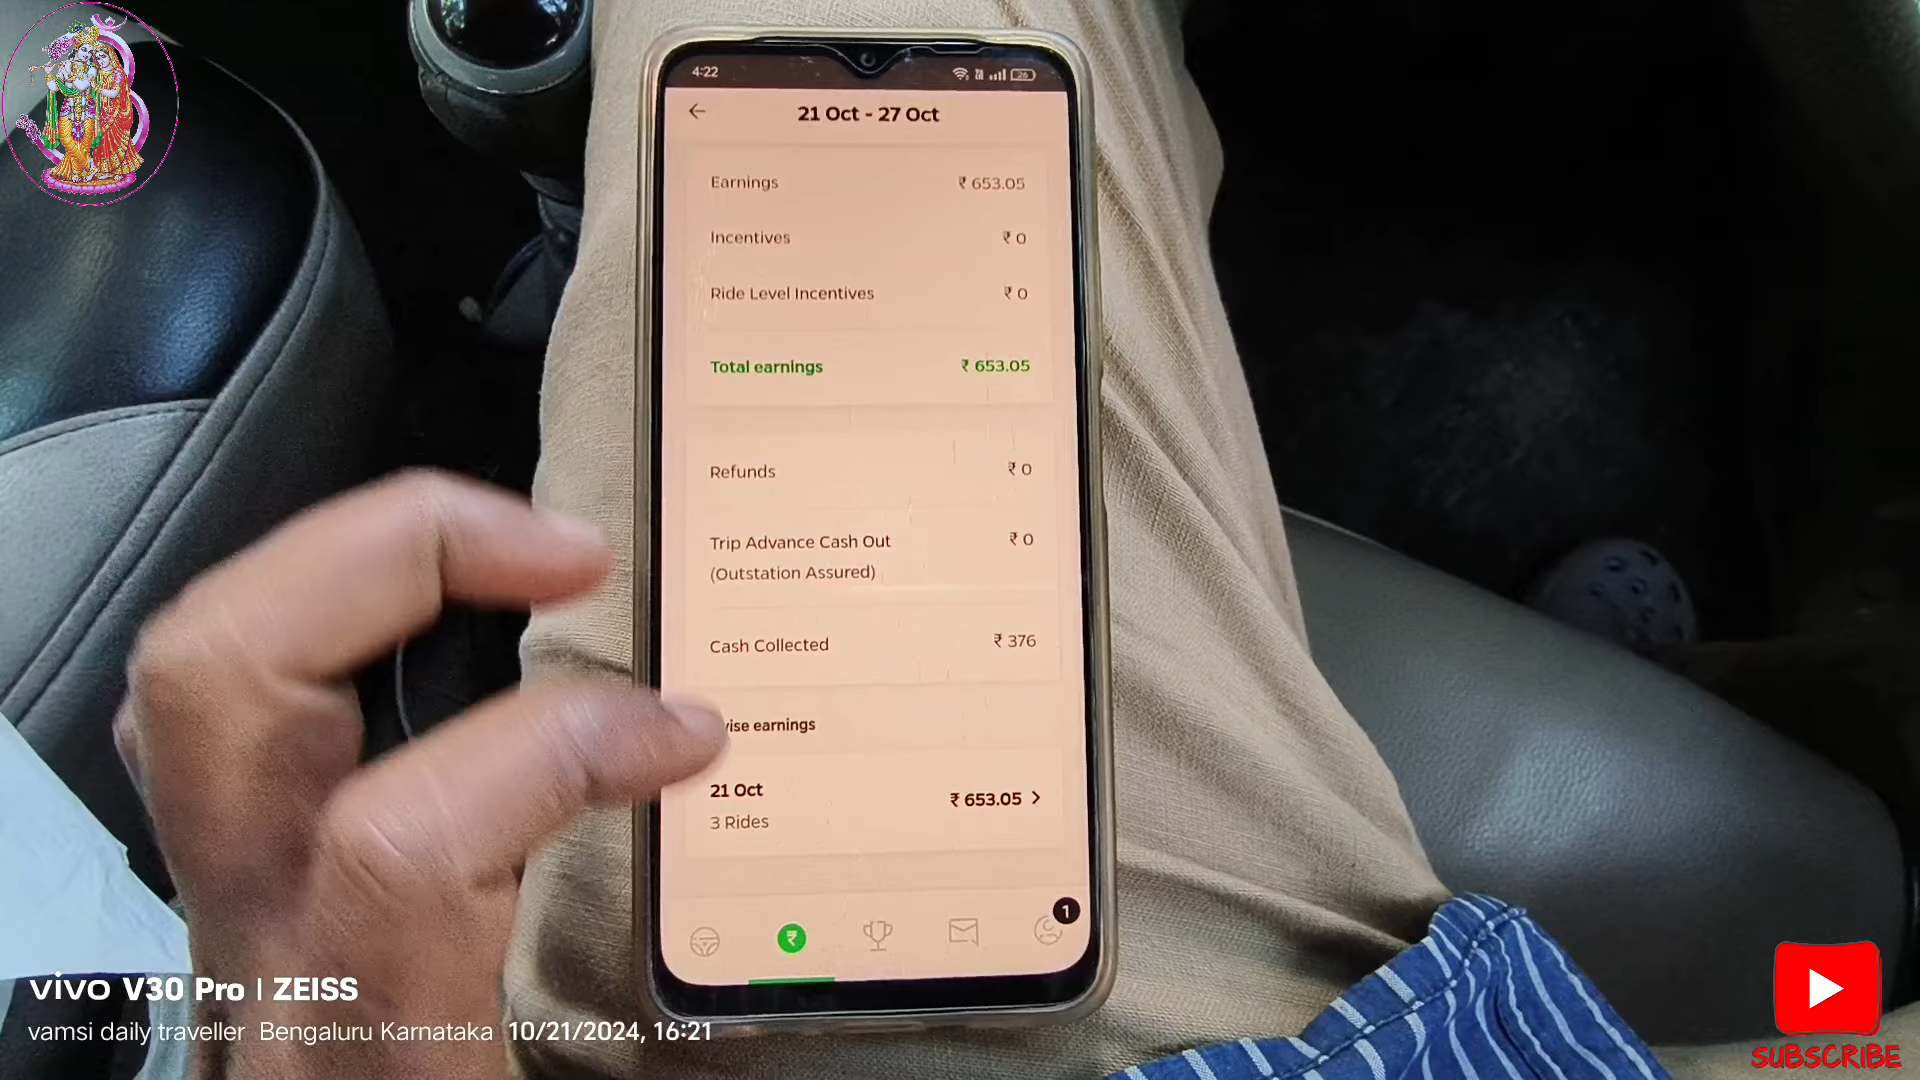 4:22
26
21 Oct - 27 Oct
Earnings ₹ 653.05
Incentives ₹ 0
Ride Level Incentives ₹ 0
Total earnings ₹ 653.05
Refunds ₹ 0
Trip Advance Cash Out ₹ 0
(Outstation Assured)
Cash Collected ₹ 376
wise earnings
21 Oct
₹ 653.05
3 Rides
1
vivo V30 Pro | ZEISS
vamsi daily traveller Bengaluru Karnataka 10/21/2024, 16:21
SUBSCRIBE